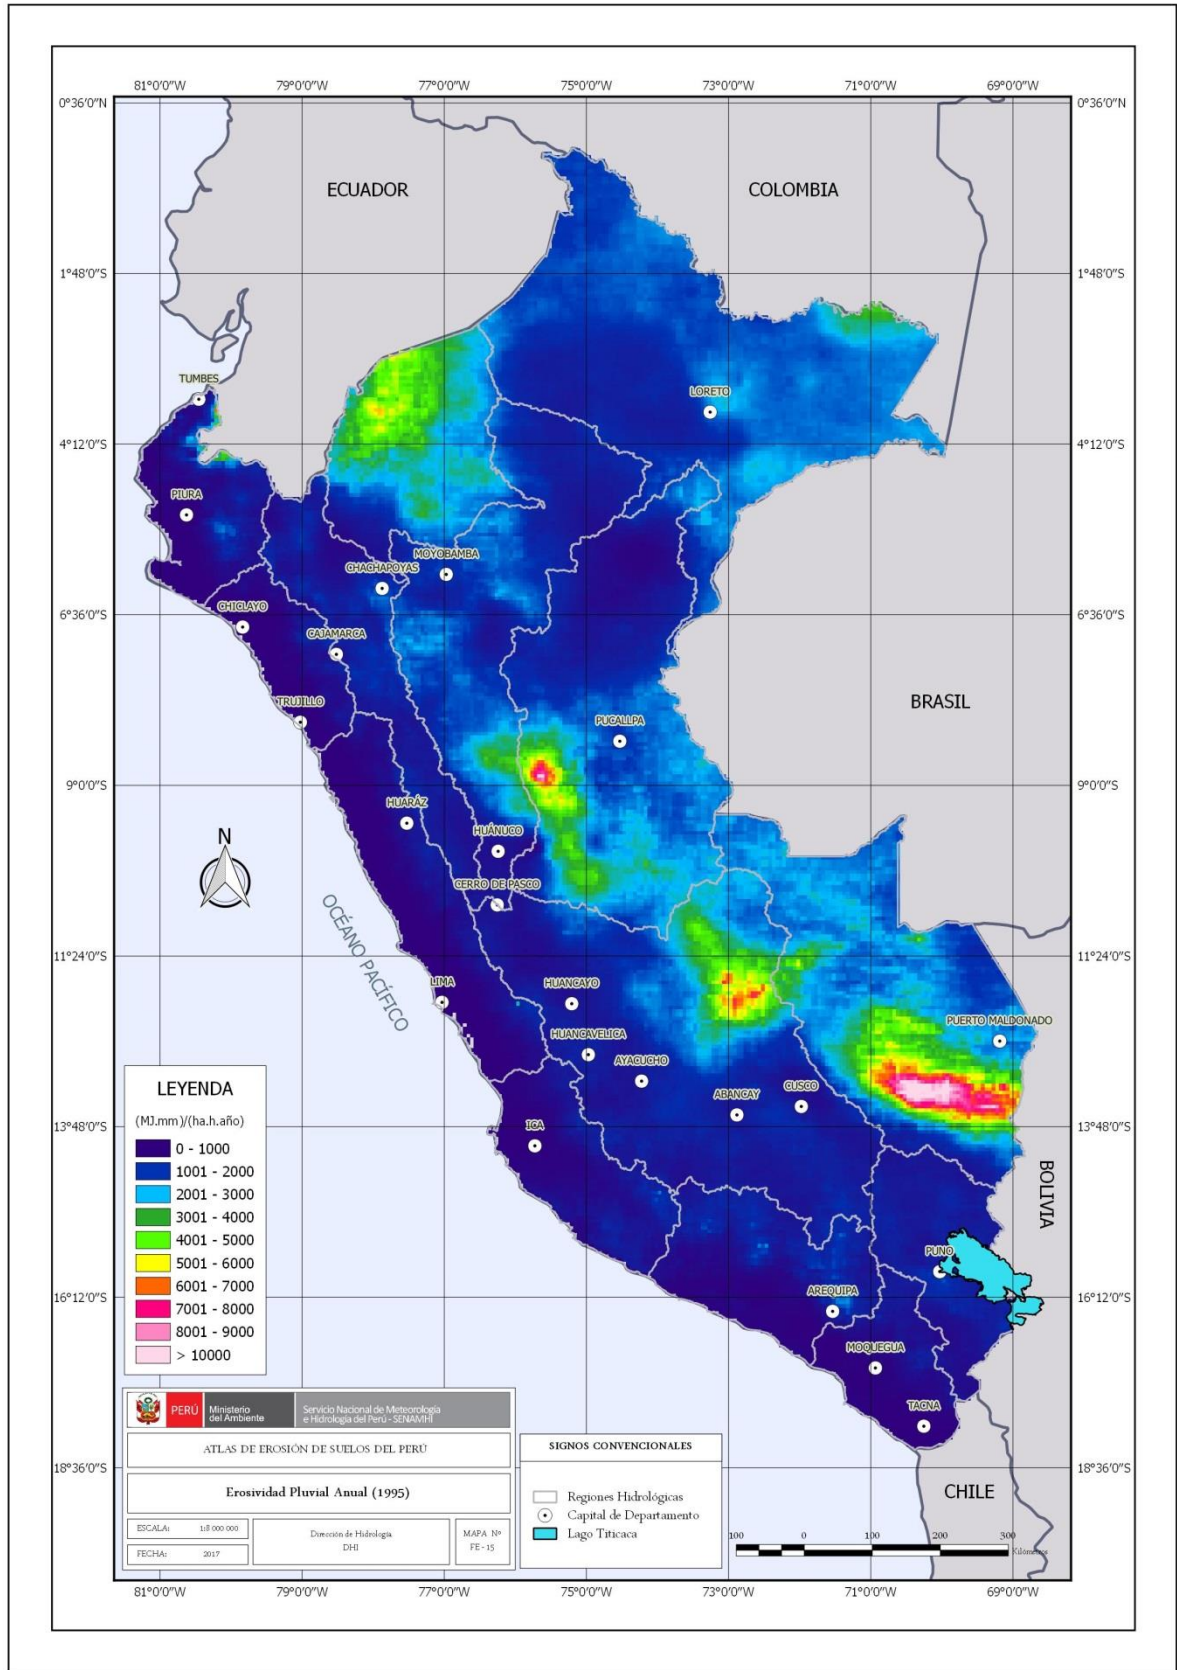 81°0'0"W 79°0'0"W 77°0'0"W 75°0'0"W 73°0'0"W 71°0'0"W 69°0'0"W
0°36'0"N 0°36'0"N
ECUADOR COLOMBIA
1°48'0"S 1°48'0"S
TUMBES
LORETO
4°12'0"S 4°12'0"S
PIURA
MOYOBAMBA
CHACHAPOYAS
6°36'0"S 6°36'0"S
CHICLAYO
CAJAMARCA
TRUJILLO
BRASIL
PUCALLPA
9°0'0"S 9°0'0"S
HUARÁZ
HUÁNUCO
N
CERRO DE PASCO
OCÉANO PACÍFICO
11°24'0"S 11°24'0"S
LIMA
HUANCAYO
PUERTO MALDONADO
HUANCAVELICA
AYACUCHO
ABANCAY
CUSCO
13°48'0"S 13°48'0"S
ICA
BOLIVIA
PUNO
16°12'0"S 16°12'0"S
AREQUIPA
MOQUEGUA
TACNA
18°36'0"S 18°36'0"S
CHILE
LEYENDA
(MJ.mm)/(ha.h.año)
0 - 1000
1001 - 2000
2001 - 3000
3001 - 4000
4001 - 5000
5001 - 6000
6001 - 7000
7001 - 8000
8001 - 9000
> 10000
PERÚ
Ministerio
del Ambiente
Servicio Nacional de Meteorología
e Hidrología del Perú - SENAMHI
ATLAS DE EROSIÓN DE SUELOS DEL PERÚ
Erosividad Pluvial Anual (1995)
ESCALA: 1:8 000 000
FECHA: 2017
Dirección de Hidrología
DHI
MAPA Nº
FE - 15
SIGNOS CONVENCIONALES
Regiones Hidrológicas
Capital de Departamento
Lago Titicaca
100 0 100 200 300
Kilómetros
81°0'0"W 79°0'0"W 77°0'0"W 75°0'0"W 73°0'0"W 71°0'0"W 69°0'0"W